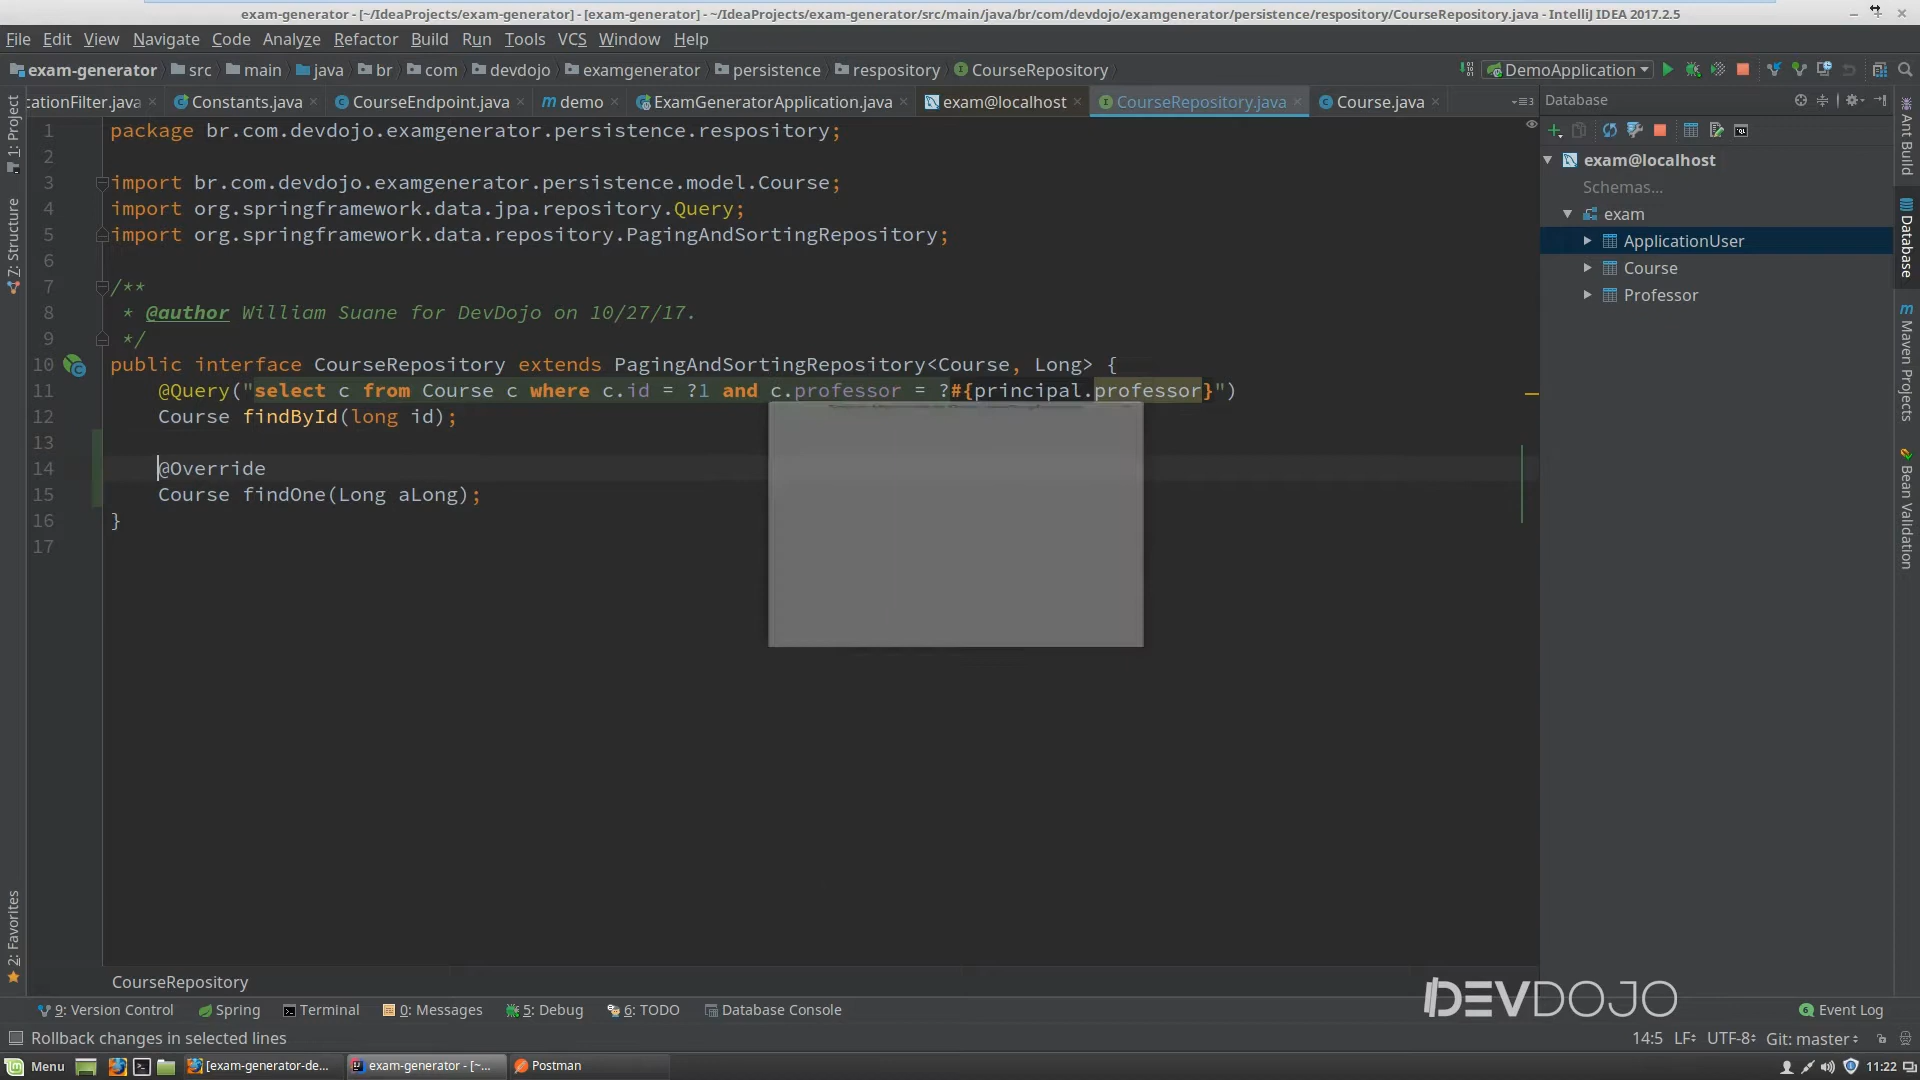 exam-generator - [~/IdeaProjects/exam-generator] - [exam-generator] - ~/IdeaProjects/exam-generator/src/main/java/br/com/devdojo/examgenerator/persistence/respository/CourseRepository.java - IntelliJ IDEA 2017.2.5
File Edit View Navigate Code Analyze Refactor Build Run Tools VCS Window Help
exam-generator src main java br com devdojo examgenerator persistence respository CourseRepository DemoApplication
cationFilter.java Constants.java CourseEndpoint.java demo ExamGeneratorApplication.java exam@localhost CourseRepository.java Course.java
Database
exam@localhost
Schemas...
exam
ApplicationUser
Course
Professor
1: Project
7: Structure
2: Favorites
Ant Build
Database
Maven Projects
Bean Validation
1 package br.com.devdojo.examgenerator.persistence.respository;
2
3 import br.com.devdojo.examgenerator.persistence.model.Course;
4 import org.springframework.data.jpa.repository.Query;
5 import org.springframework.data.repository.PagingAndSortingRepository;
6
7 /**
8 * @author William Suane for DevDojo on 10/27/17.
9 */
10 public interface CourseRepository extends PagingAndSortingRepository<Course, Long> {
11 @Query("select c from Course c where c.id = ?1 and c.professor = ?#{principal.professor}")
12 Course findById(long id);
13
14 @Override
15 Course findOne(Long aLong);
16 }
17
CourseRepository
DEVDOJO
9: Version Control Spring Terminal 0: Messages 5: Debug 6: TODO Database Console Event Log
Rollback changes in selected lines 14:5 LF UTF-8 Git: master
Menu [exam-generator-de... exam-generator - [~... Postman 11:22